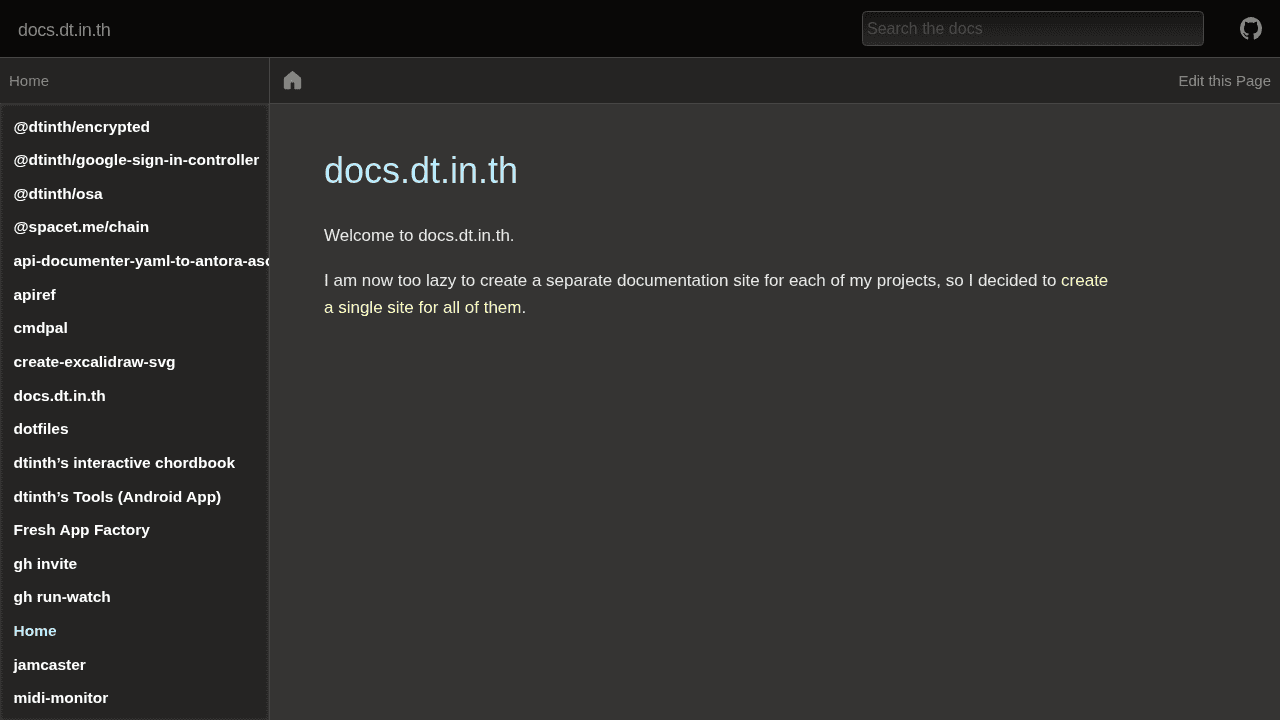 docs.dt.in.th
Search the docs
Home
Edit this Page
@dtinth/encrypted
@dtinth/google-sign-in-controller
@dtinth/osa
@spacet.me/chain
api-documenter-yaml-to-antora-asc
apiref
cmdpal
create-excalidraw-svg
docs.dt.in.th
dotfiles
dtinth’s interactive chordbook
dtinth’s Tools (Android App)
Fresh App Factory
gh invite
gh run-watch
Home
jamcaster
midi-monitor
docs.dt.in.th
Welcome to docs.dt.in.th.
I am now too lazy to create a separate documentation site for each of my projects, so I decided to create
a single site for all of them.